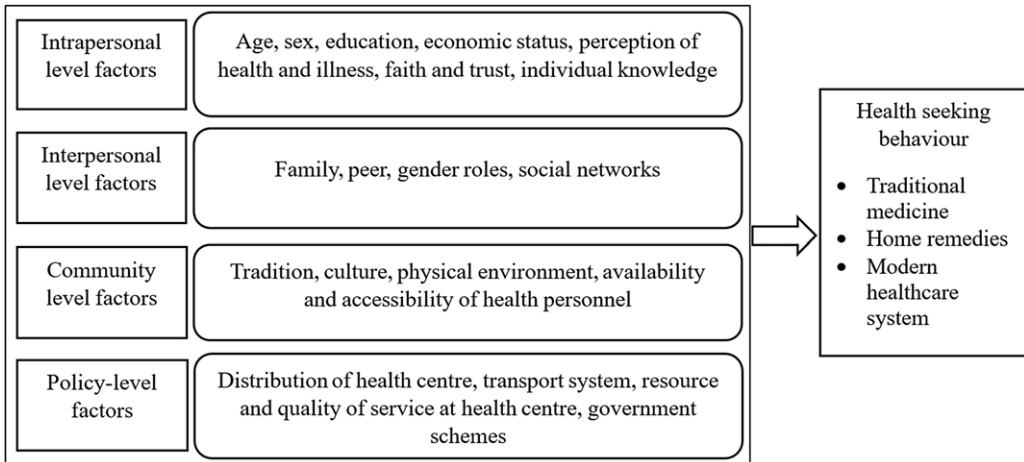 Intrapersonal
level factors
Age, sex, education, economic status, perception of
health and illness, faith and trust, individual knowledge
Interpersonal
level factors
Family, peer, gender roles, social networks
Community
level factors
Tradition, culture, physical environment, availability
and accessibility of health personnel
Policy-level
factors
Distribution of health centre, transport system, resource
and quality of service at health centre, government
schemes
Health seeking
behaviour
• Traditional
medicine
• Home remedies
• Modern
healthcare
system